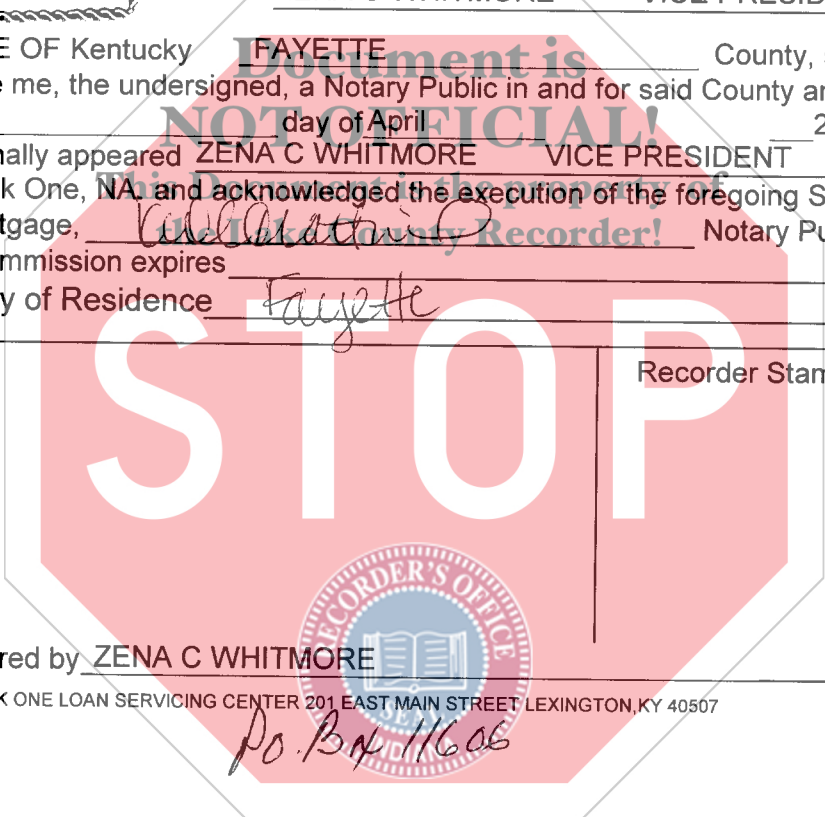 E OF Kentucky FAYETTE County,
e me, the undersigned, a Notary Public in and for said County an
day of April 2
nally appeared ZENA C WHITMORE VICE PRESIDENT
k One, NA. and acknowledged the execution of the foregoing S
tgage, Notary Pu
mmission expires
y of Residence Fayette
Recorder Stam
red by ZENA C WHITMORE
K ONE LOAN SERVICING CENTER 201 EAST MAIN STREET LEXINGTON,KY 40507
Po. Box 11606
Document is
NOT OFFICIAL!
This Document is the property of
the Lake County Recorder!
STOP
RECORDER'S OFFICE
SEAL
INDIANA